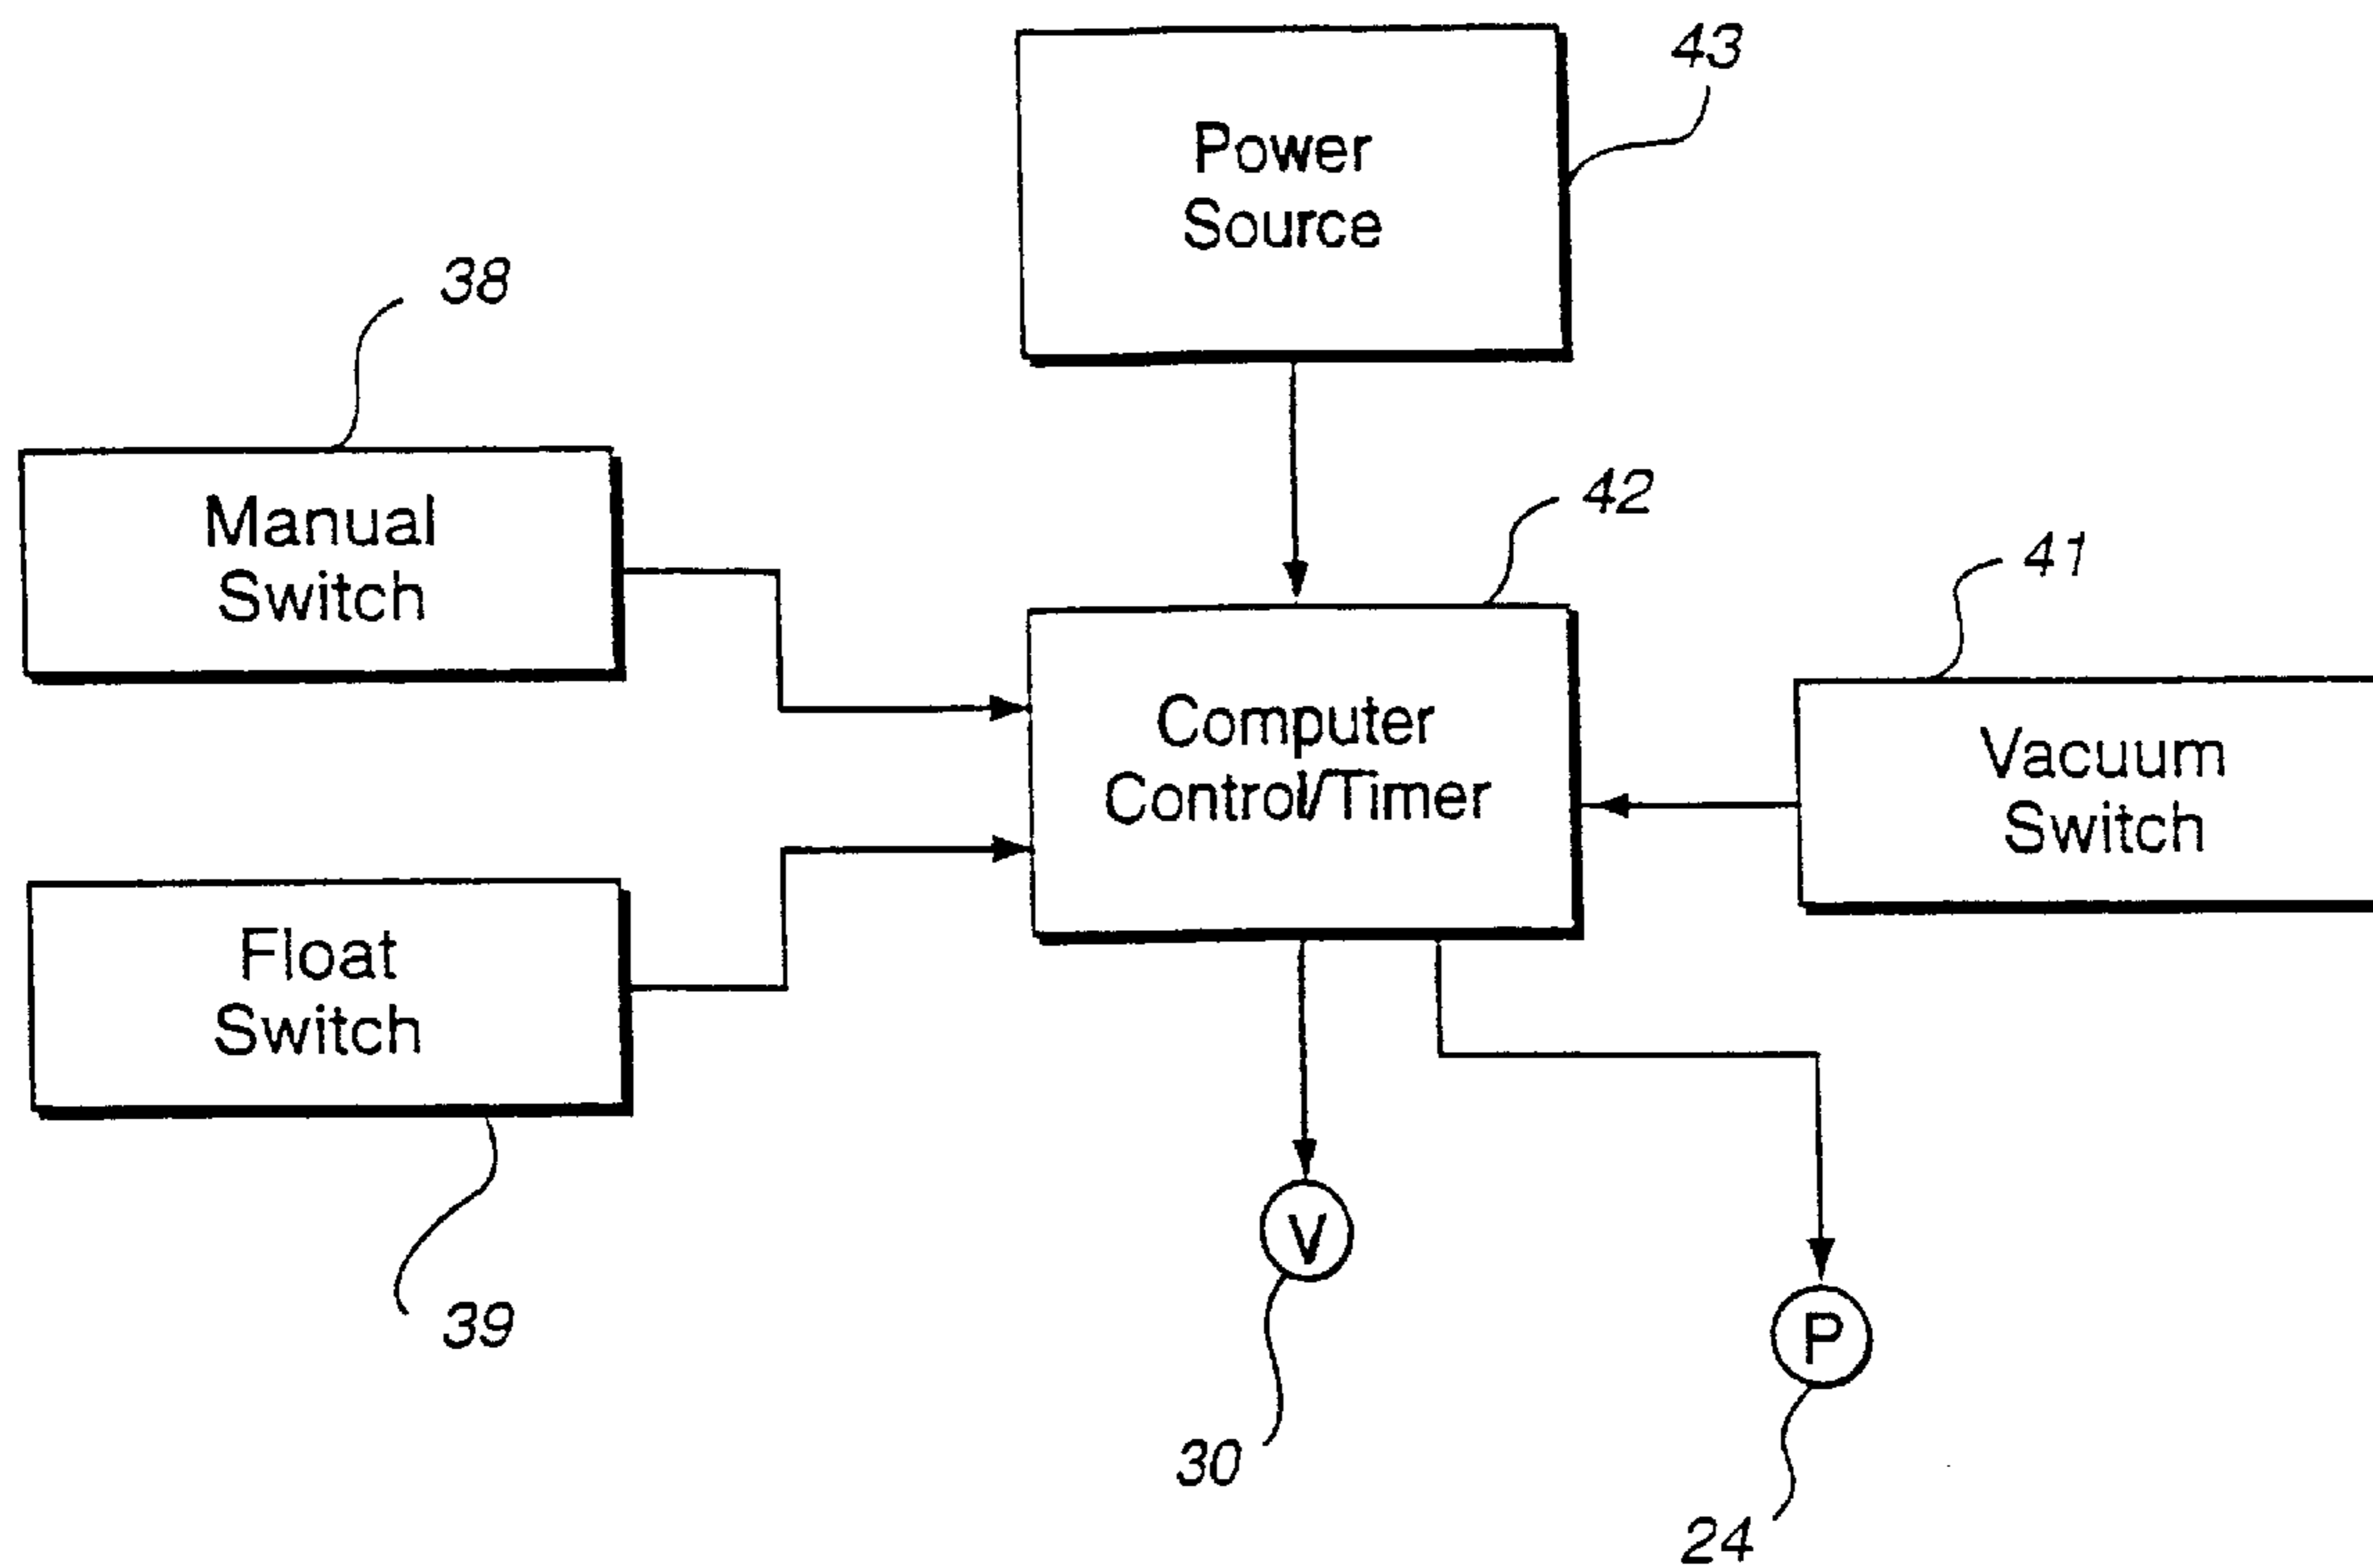 43
Power
Source
38
Manual
Switch
42
41
Computer
Control/Timer
Vacuum
Switch
Float
Switch
39
V
P
30
24